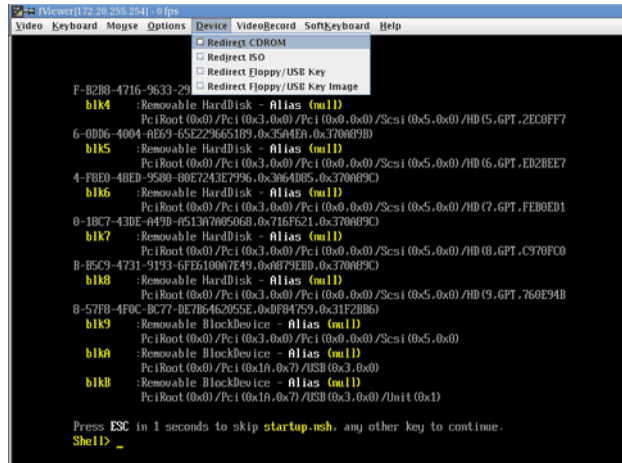 JViewer[172.20.255.254] - 0 fps
Video Keyboard Mouse Options Device VideoRecord SoftKeyboard Help
Redirect CDROM
Redirect ISO
Redirect Floppy/USB Key
Redirect Floppy/USB Key Image
F-B2B8-4716-9633-29
blk4 :Removable HardDisk - Alias (null)
PciRoot(0x0)/Pci(0x3,0x0)/Pci(0x0,0x0)/Scsi(0x5,0x0)/HD(5,GPT,2EC0FF7
6-0DD6-4004-AE69-65E229665189,0x35A4EA,0x370A89B)
blk5 :Removable HardDisk - Alias (null)
PciRoot(0x0)/Pci(0x3,0x0)/Pci(0x0,0x0)/Scsi(0x5,0x0)/HD(6,GPT,ED2BEE7
4-F8E0-48ED-9580-80E7243E7996,0x3A64D85,0x370A89C)
blk6 :Removable HardDisk - Alias (null)
PciRoot(0x0)/Pci(0x3,0x0)/Pci(0x0,0x0)/Scsi(0x5,0x0)/HD(7,GPT,FEB0ED1
0-18C7-43DE-A49D-A513A7A05068,0x716F621,0x370A89C)
blk7 :Removable HardDisk - Alias (null)
PciRoot(0x0)/Pci(0x3,0x0)/Pci(0x0,0x0)/Scsi(0x5,0x0)/HD(8,GPT,C970FC0
B-B5C9-4731-9193-6FE6100A7E49,0xA879EBD,0x370A89C)
blk8 :Removable HardDisk - Alias (null)
PciRoot(0x0)/Pci(0x3,0x0)/Pci(0x0,0x0)/Scsi(0x5,0x0)/HD(9,GPT,760E94B
8-57F8-4F0C-BC77-DE7B6462055E,0xDF84759,0x31F2BB6)
blk9 :Removable BlockDevice - Alias (null)
PciRoot(0x0)/Pci(0x3,0x0)/Pci(0x0,0x0)/Scsi(0x5,0x0)
blkA :Removable BlockDevice - Alias (null)
PciRoot(0x0)/Pci(0x1A,0x7)/USB(0x3,0x0)
blkB :Removable BlockDevice - Alias (null)
PciRoot(0x0)/Pci(0x1A,0x7)/USB(0x3,0x0)/Unit(0x1)
Press ESC in 1 seconds to skip startup.nsh, any other key to continue.
Shell> _